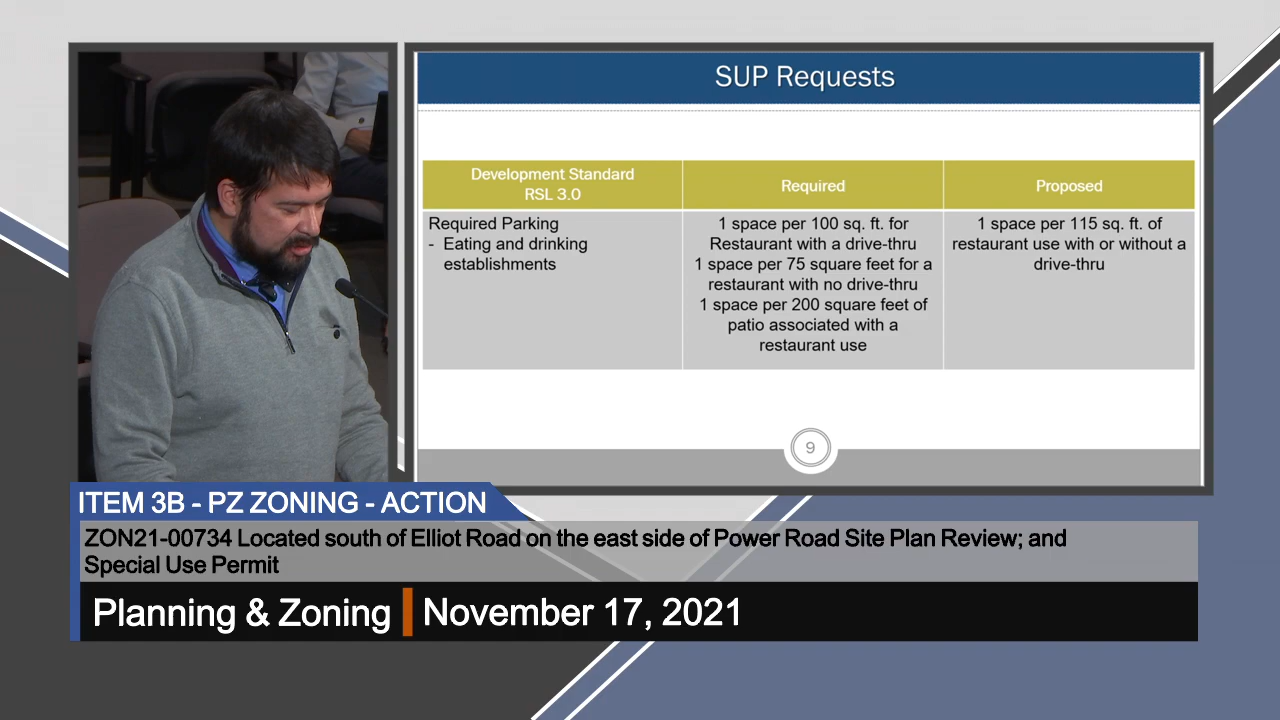 SUP Requests
Development Standard
RSL 3.0
Required
Proposed
Required Parking
- Eating and drinking
establishments
1 space per 100 sq. ft. for
Restaurant with a drive-thru
1 space per 75 square feet for a
restaurant with no drive-thru
1 space per 200 square feet of
patio associated with a
restaurant use
1 space per 115 sq. ft. of
restaurant use with or without a
drive-thru
9
ITEM 3B - PZ ZONING - ACTION
ZON21-00734 Located south of Elliot Road on the east side of Power Road Site Plan Review; and
Special Use Permit
Planning & Zoning
November 17, 2021